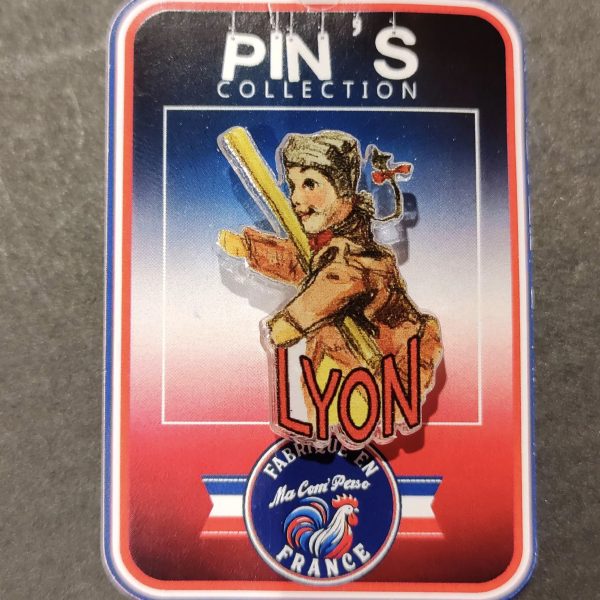 PIN'S
COLLECTION
LYON
FABRIQUÉ EN
Ma Com' Perso
FRANCE